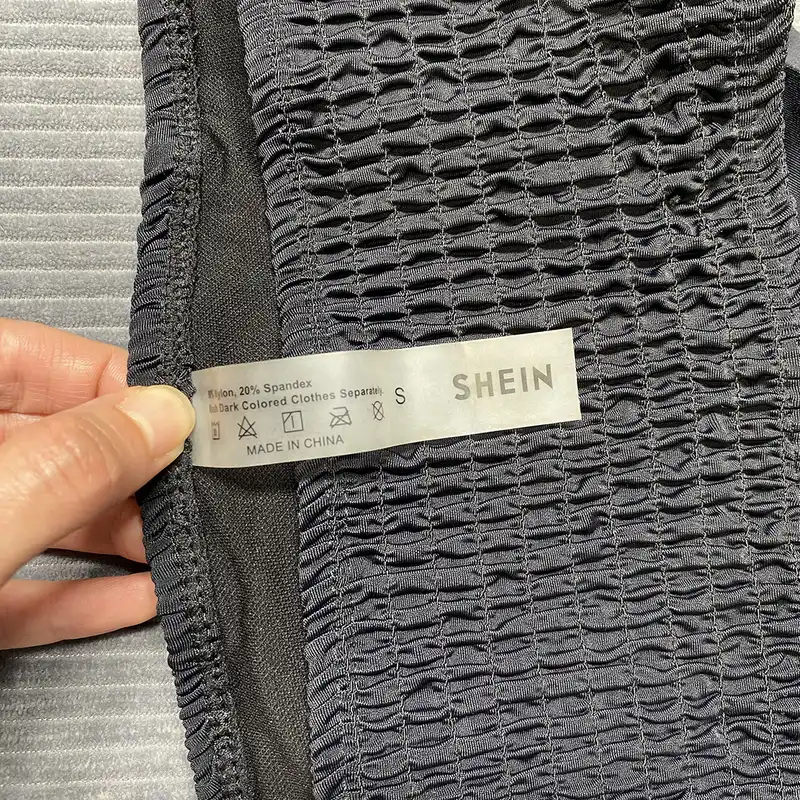 Nylon, 20% Spandex
Dark Colored Clothes Separately.
S
SHEIN
MADE IN CHINA